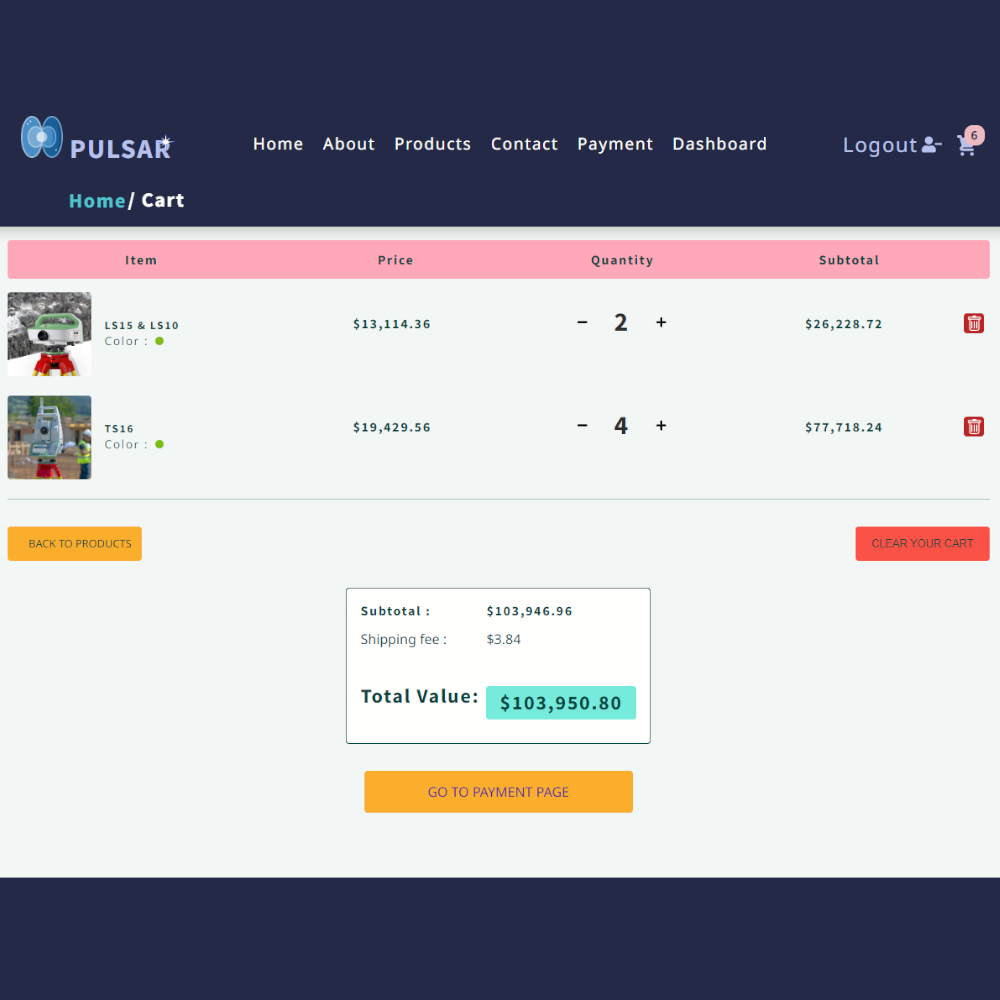 PULSAR
Home About Products Contact Payment Dashboard Logout 6
Home/ Cart
Item Price Quantity Subtotal
LS15 & LS10 $13,114.36 − 2 + $26,228.72
Color :
TS16 $19,429.56 − 4 + $77,718.24
Color :
BACK TO PRODUCTS CLEAR YOUR CART
Subtotal : $103,946.96
Shipping fee : $3.84
Total Value: $103,950.80
GO TO PAYMENT PAGE